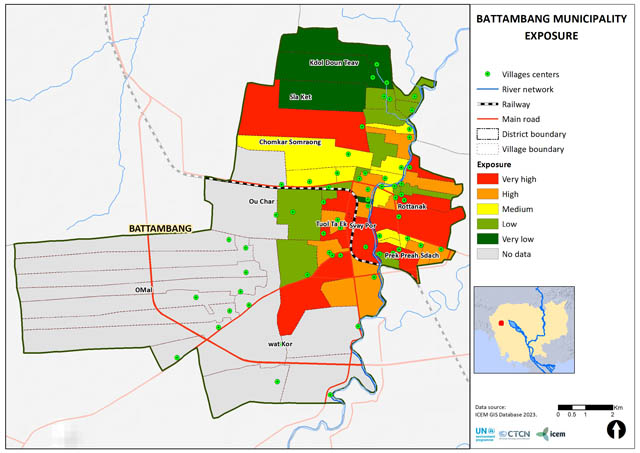 BATTAMBANG MUNICIPALITY
EXPOSURE
Villages centers
River network
Railway
Main road
District boundary
Village boundary
Exposure
Very high
High
Medium
Low
Very low
No data
Kdol Doun Teav
Sla Ket
Chomkar Somraong
Ou Char
Rottanak
Tuol Ta Ek
Svay Por
BATTAMBANG
Prek Preah Sdach
OMal
wat Kor
Data source:
ICEM GIS Database 2023.
0 0.5 1 2 Km
UN
environment
programme
CTCN
icem